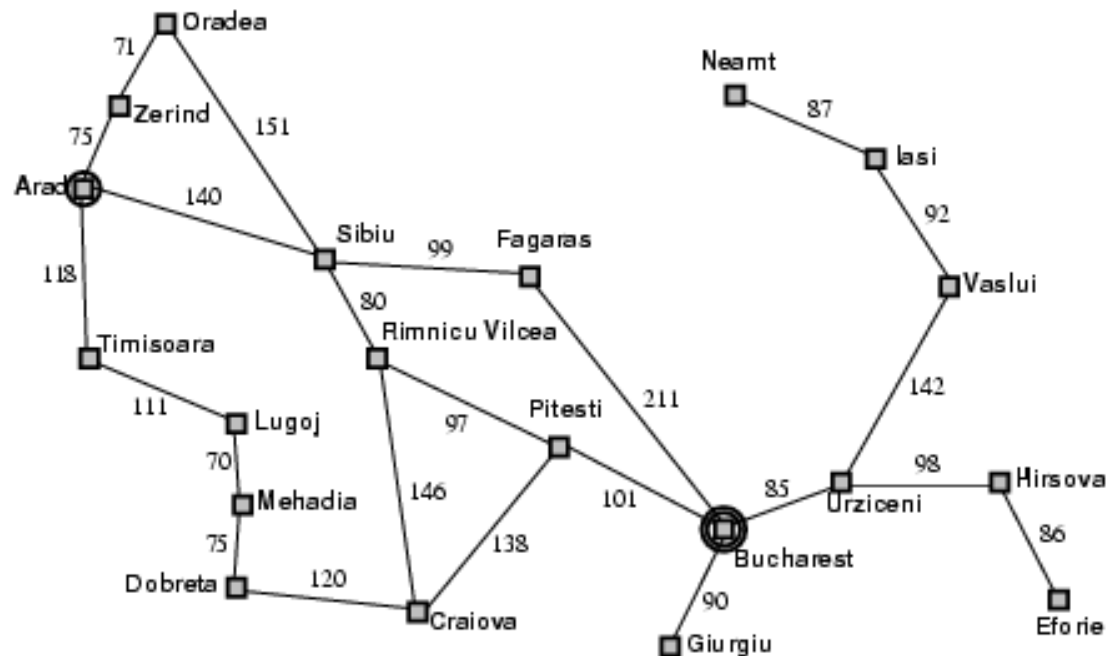 Oradea
71
Neamt
87
Zerind
75
151
Iasi
Arad
140
92
Sibiu
99
Fagaras
118
80
Vaslui
Timisoara
Rimnicu Vilcea
142
111
Lugoj
97
Pitesti
211
70
98
Hirsova
Mehadia
146
101
85
Urziceni
75
138
86
Bucharest
Dobreta
120
90
Craiova
Giurgiu
Eforie